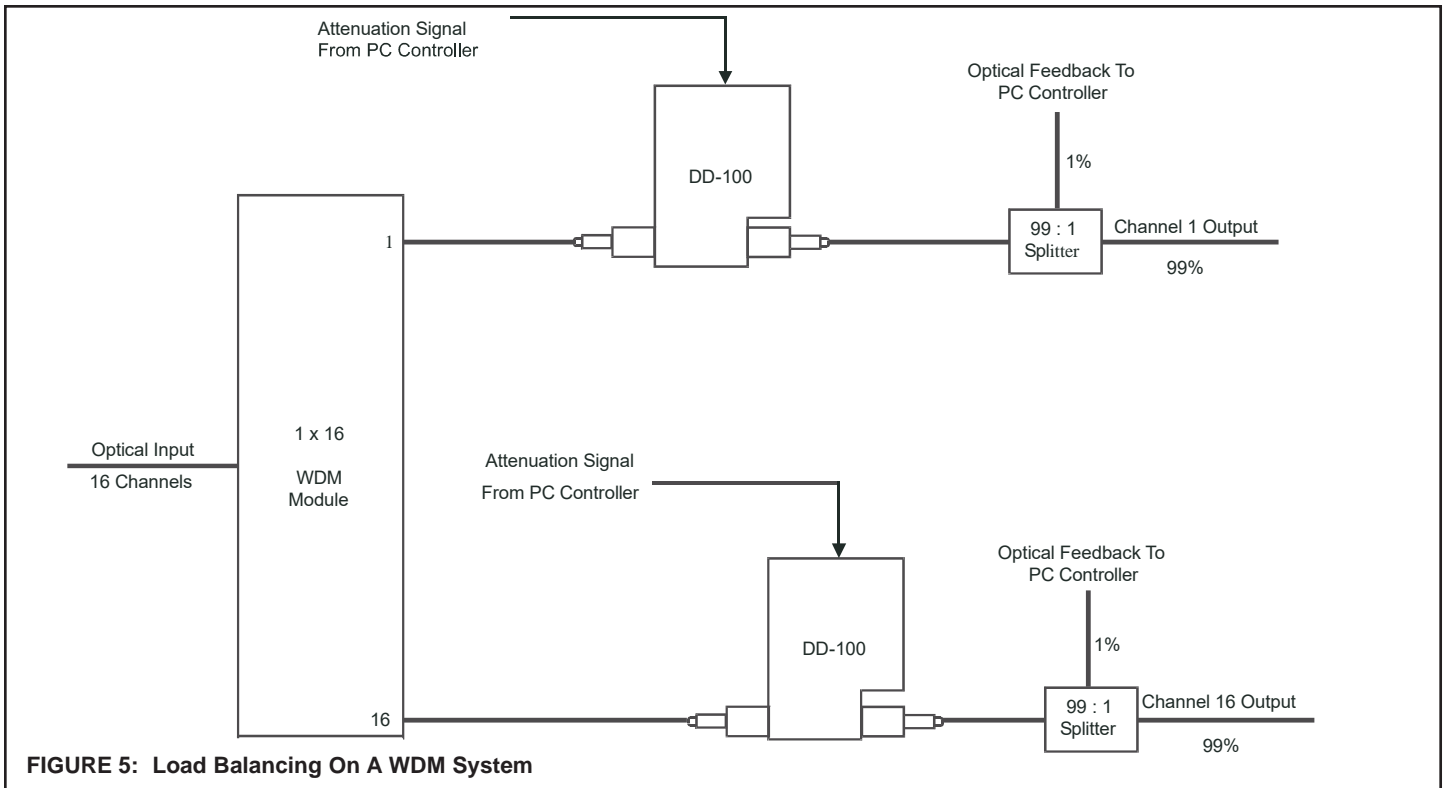 Attenuation Signal
From PC Controller
Optical Feedback To
PC Controller
1%
DD-100
99 : 1
Splitter
Channel 1 Output
99%
1
Optical Input
16 Channels
1 x 16
WDM
Module
Attenuation Signal
From PC Controller
Optical Feedback To
PC Controller
1%
DD-100
99 : 1
Splitter
Channel 16 Output
99%
16
FIGURE 5: Load Balancing On A WDM System